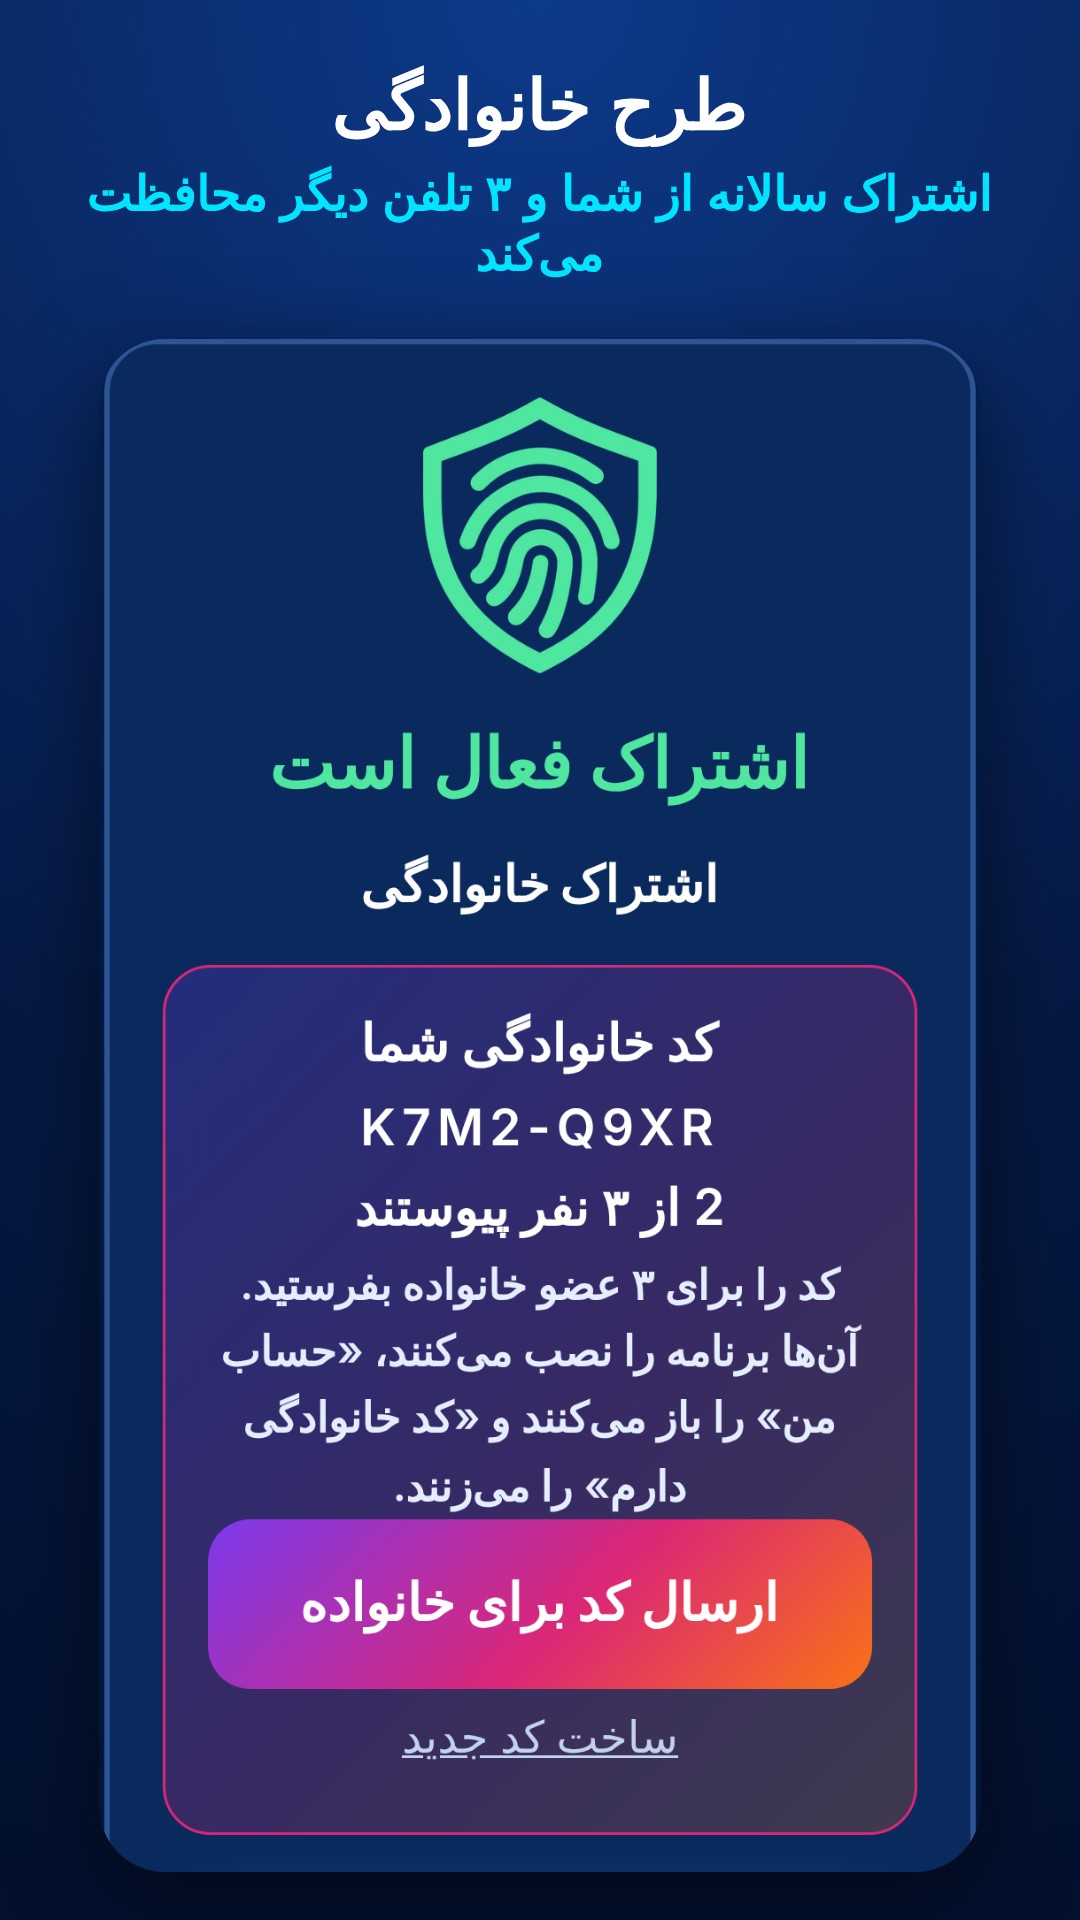 طرح خانوادگی
اشتراک سالانه از شما و ۳ تلفن دیگر محافظت
می‌کند
اشتراک فعال است
اشتراک خانوادگی
کد خانوادگی شما
K7M2-Q9XR
2 از ۳ نفر پیوستند
کد را برای ۳ عضو خانواده بفرستید.
آن‌ها برنامه را نصب می‌کنند، «حساب
من» را باز می‌کنند و «کد خانوادگی
دارم» را می‌زنند.
ارسال کد برای خانواده
ساخت کد جدید